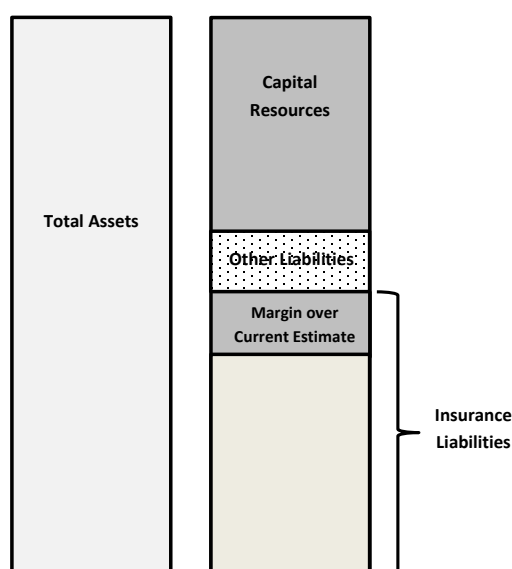 Capital
Resources
Total Assets
Other Liabilities
Margin over
Current Estimate
Insurance
Liabilities